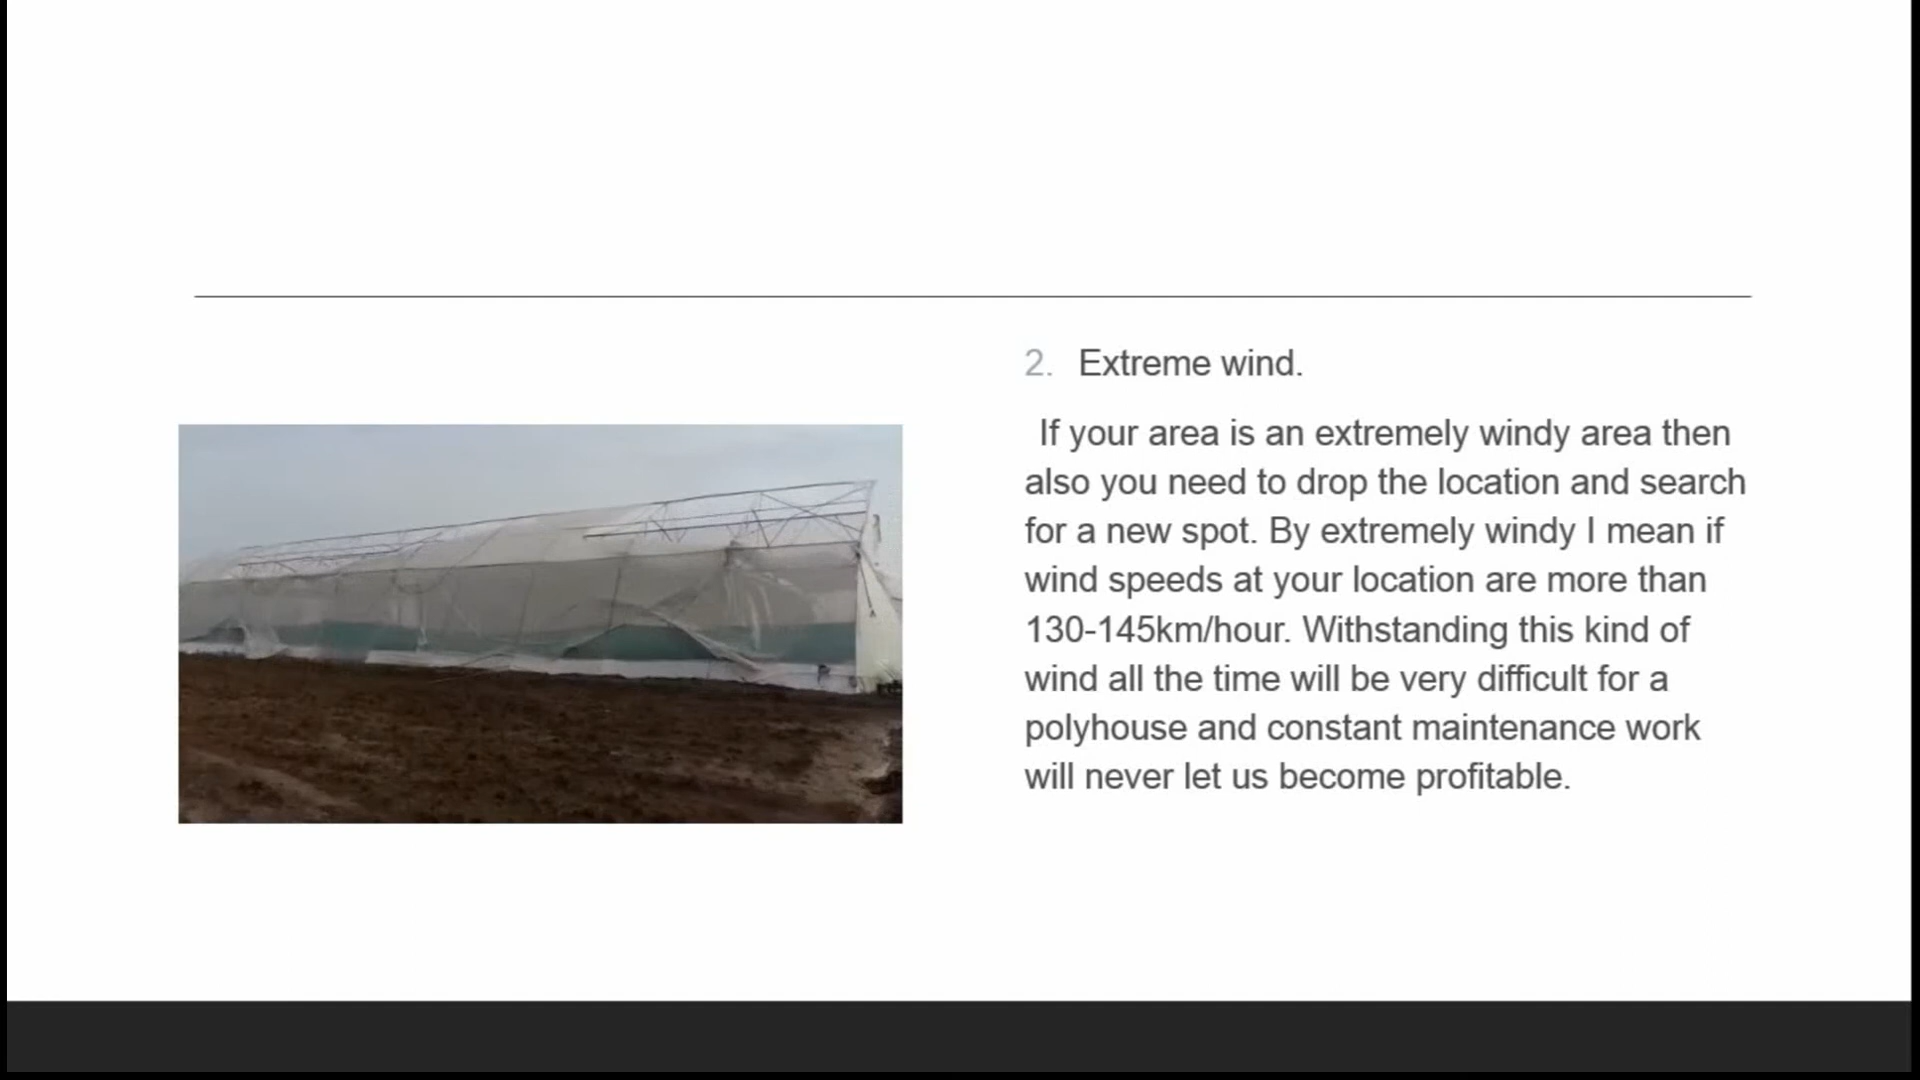 2. Extreme wind.
If your area is an extremely windy area then
also you need to drop the location and search
for a new spot. By extremely windy I mean if
wind speeds at your location are more than
130-145km/hour. Withstanding this kind of
wind all the time will be very difficult for a
polyhouse and constant maintenance work
will never let us become profitable.